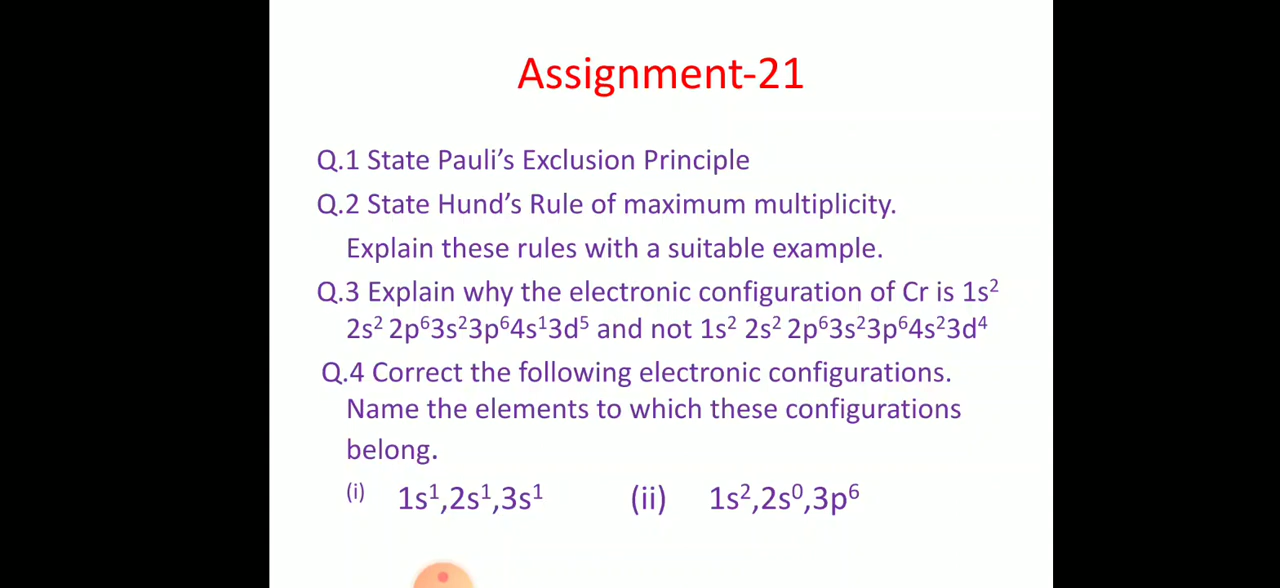 Assignment-21
Q.1 State Pauli’s Exclusion Principle
Q.2 State Hund’s Rule of maximum multiplicity.
Explain these rules with a suitable example.
Q.3 Explain why the electronic configuration of Cr is 1s²
2s² 2p⁶3s²3p⁶4s¹3d⁵ and not 1s² 2s² 2p⁶3s²3p⁶4s²3d⁴
Q.4 Correct the following electronic configurations.
Name the elements to which these configurations
belong.
(i) 1s¹,2s¹,3s¹ (ii) 1s²,2s⁰,3p⁶